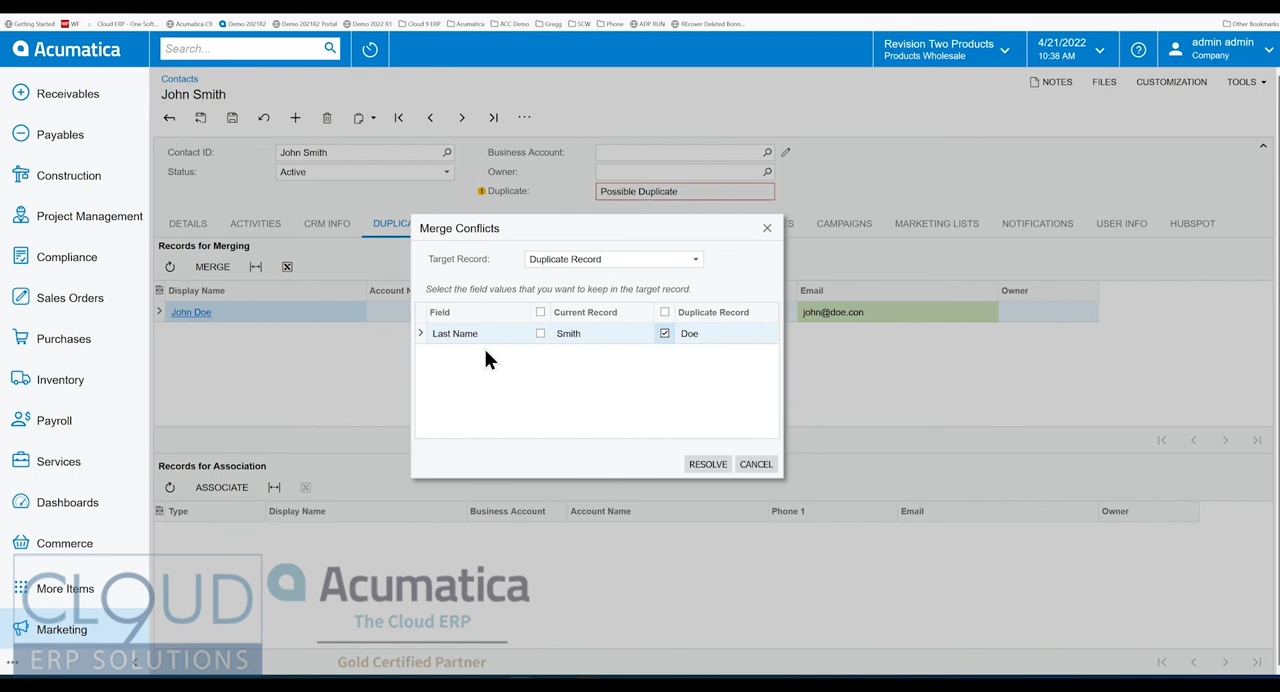 Getting Started WF Cloud ERP - One Soft... Acumatica C9 Demo 2021R2 Demo 2021R2 Portal Demo 2022 R1 Cloud 9 ERP Acumatica ACC Demo Gregg SCW Phone ADP RUN REcover Deleted Bonn... Other Bookmarks
Acumatica Search... Revision Two Products 4/21/2022 admin admin
Products Wholesale 10:38 AM Company
Contacts
John Smith NOTES FILES CUSTOMIZATION TOOLS
Receivables
Payables
Construction
Project Management
Compliance
Sales Orders
Purchases
Inventory
Payroll
Services
Dashboards
Commerce
More Items
Marketing
Contact ID: John Smith Business Account:
Status: Active Owner:
Duplicate: Possible Duplicate
DETAILS ACTIVITIES CRM INFO DUPLICA ES CAMPAIGNS MARKETING LISTS NOTIFICATIONS USER INFO HUBSPOT
Records for Merging
MERGE
Display Name Account N Email Owner
John Doe john@doe.con
Merge Conflicts
Target Record: Duplicate Record
Select the field values that you want to keep in the target record.
Field Current Record Duplicate Record
Last Name Smith Doe
RESOLVE CANCEL
Records for Association
ASSOCIATE
Type Display Name Business Account Account Name Phone 1 Email Owner
CLOUD
9
ERP SOLUTIONS
Acumatica
The Cloud ERP
Gold Certified Partner